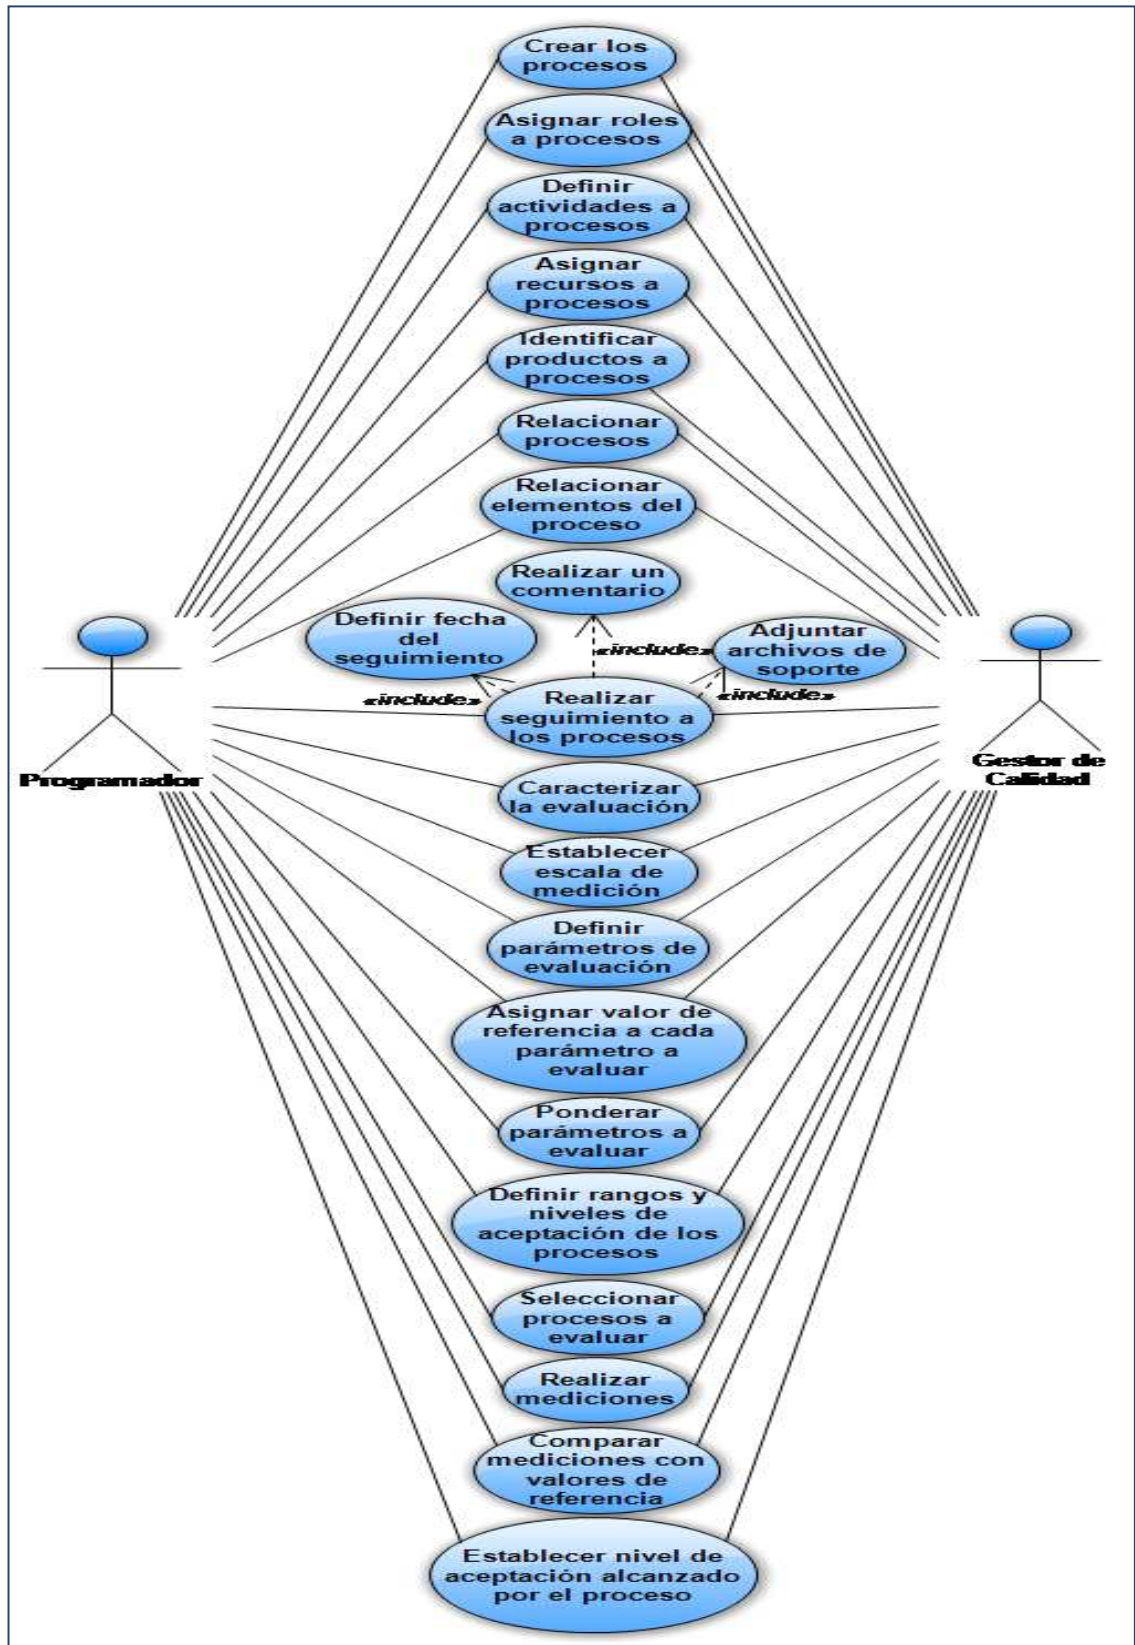 Crear los
procesos
Asignar roles
a procesos
Definir
actividades a
procesos
Asignar
recursos a
procesos
Identificar
productos a
procesos
Relacionar
procesos
Relacionar
elementos del
proceso
Realizar un
comentario
Definir fecha
del
seguimiento
«include»
Adjuntar
archivos de
soporte
«include»
«include»
Realizar
seguimiento a
los procesos
Programador
Gestor de
Calidad
Caracterizar
la evaluación
Establecer
escala de
medición
Definir
parámetros de
evaluación
Asignar valor de
referencia a cada
parámetro a
evaluar
Ponderar
parámetros a
evaluar
Definir rangos y
niveles de
aceptación de los
procesos
Seleccionar
procesos a
evaluar
Realizar
mediciones
Comparar
mediciones con
valores de
referencia
Establecer nivel de
aceptación alcanzado
por el proceso